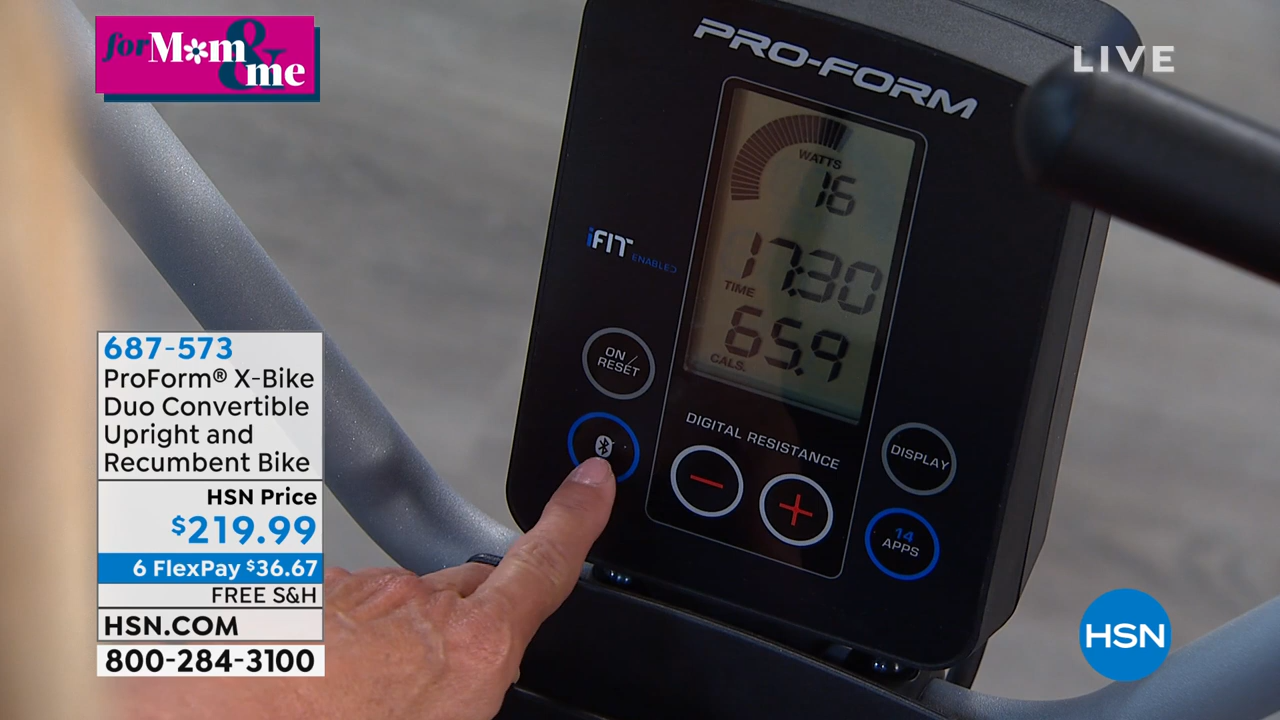 for Mom
& me
LIVE
PRO-FORM
WATTS
16
17:30
TIME
65.9
CALS.
iFIT
ENABLED
ON/
RESET
DIGITAL RESISTANCE
DISPLAY
14
APPS
687-573
ProForm® X-Bike
Duo Convertible
Upright and
Recumbent Bike
HSN Price
$219.99
6 FlexPay $36.67
FREE S&H
HSN.COM
800-284-3100
HSN